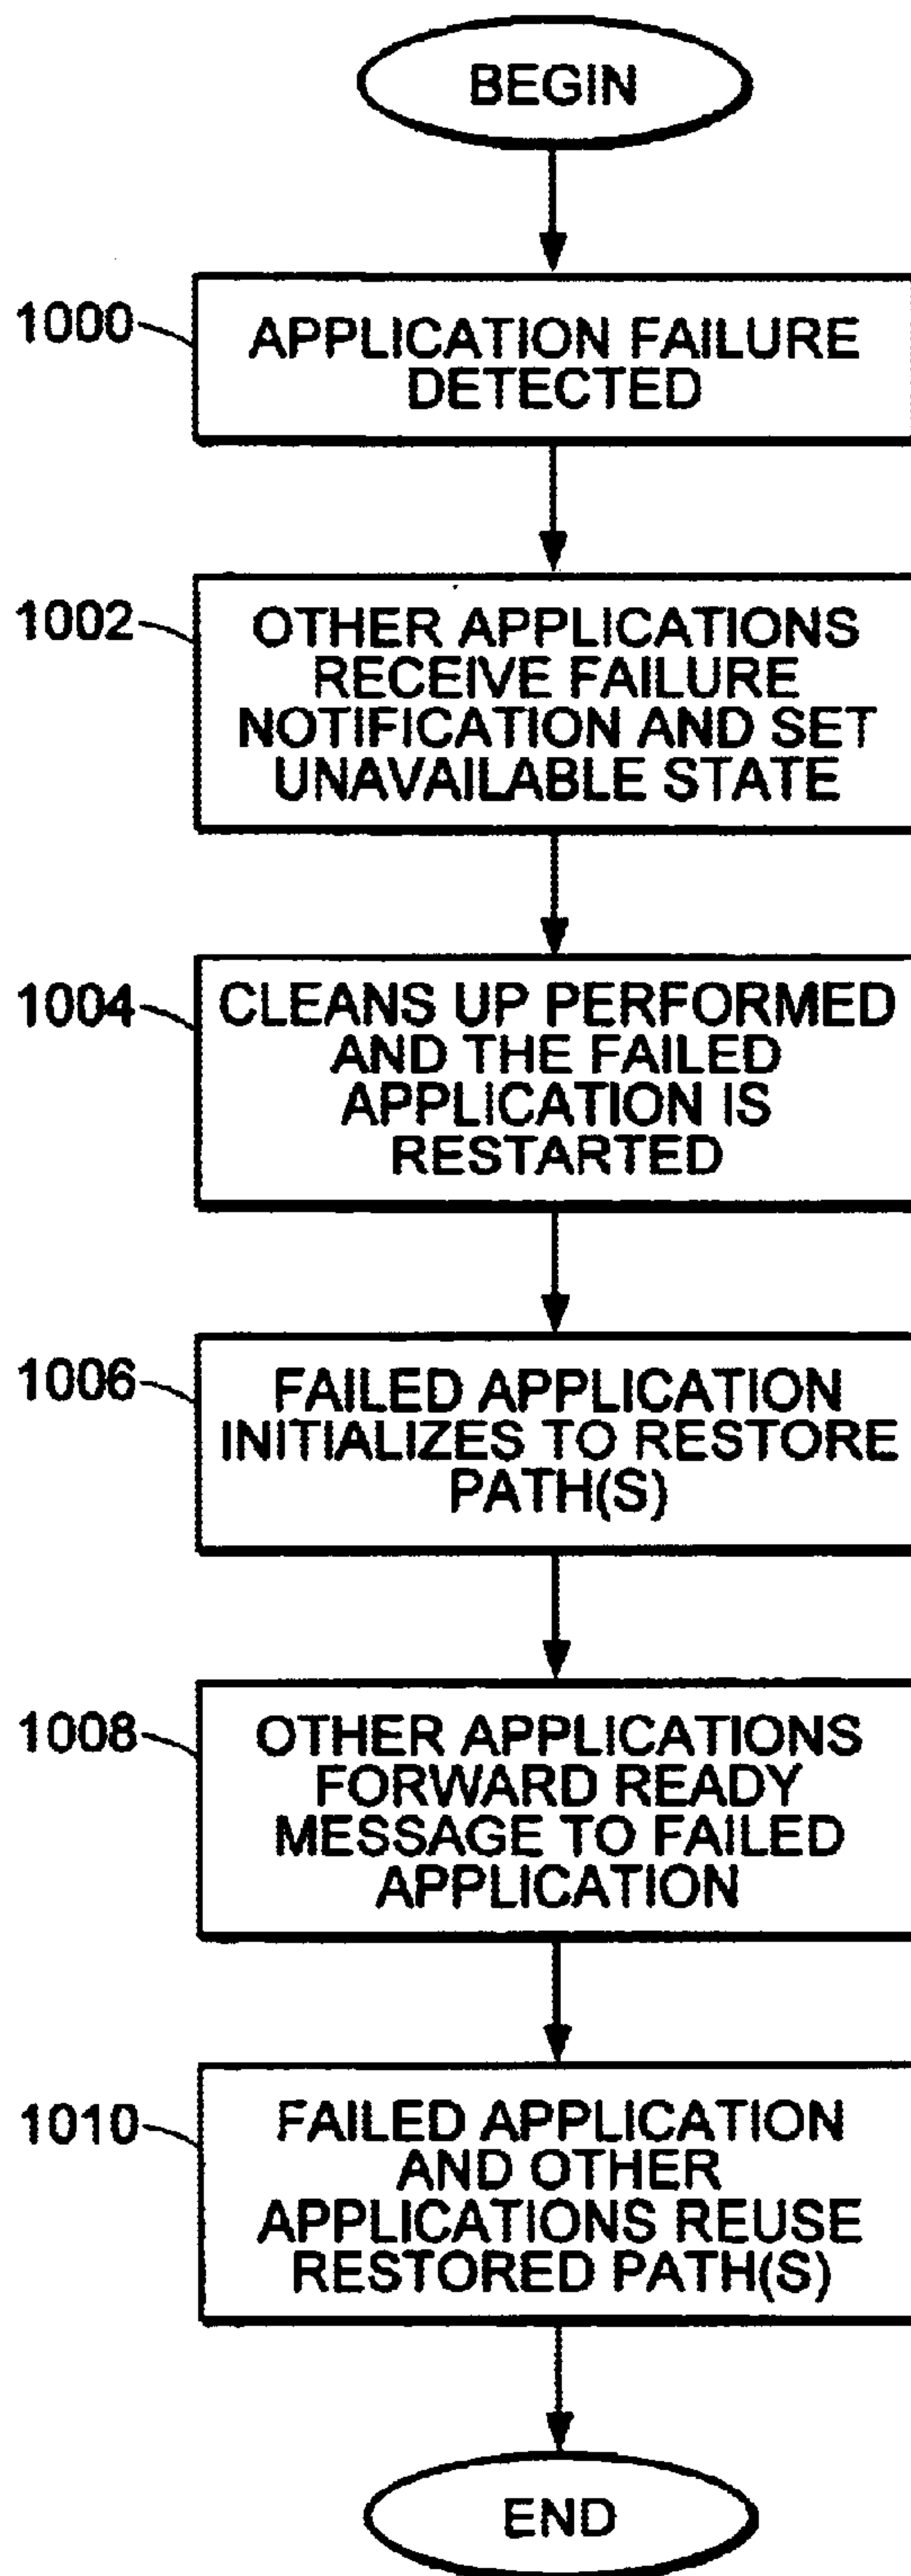 BEGIN
1000
APPLICATION FAILURE
DETECTED
1002
OTHER APPLICATIONS
RECEIVE FAILURE
NOTIFICATION AND SET
UNAVAILABLE STATE
1004
CLEANS UP PERFORMED
AND THE FAILED
APPLICATION IS
RESTARTED
1006
FAILED APPLICATION
INITIALIZES TO RESTORE
PATH(S)
1008
OTHER APPLICATIONS
FORWARD READY
MESSAGE TO FAILED
APPLICATION
1010
FAILED APPLICATION
AND OTHER
APPLICATIONS REUSE
RESTORED PATH(S)
END